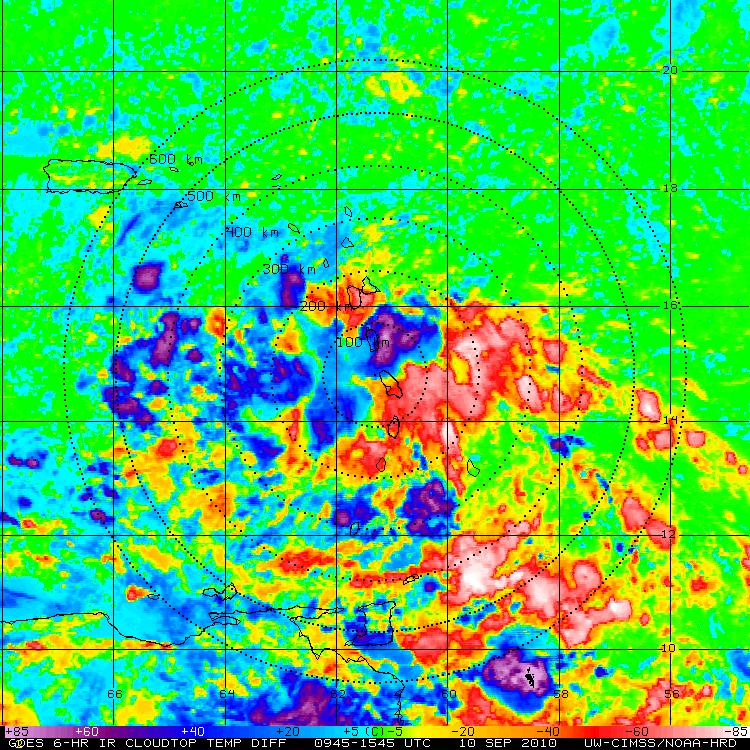 20
600 km
18
500 km
400 km
300 km
16
200 km
100 km
14
12
10
66 64 62 60 58 56
+85 +60 +40 +20 +5 (C) -5 -20 -40 -60 -85
GOES 6-HR IR CLOUDTOP TEMP DIFF 0945-1545 UTC 10 SEP 2010 UW-CIMSS/NOAA-HRD